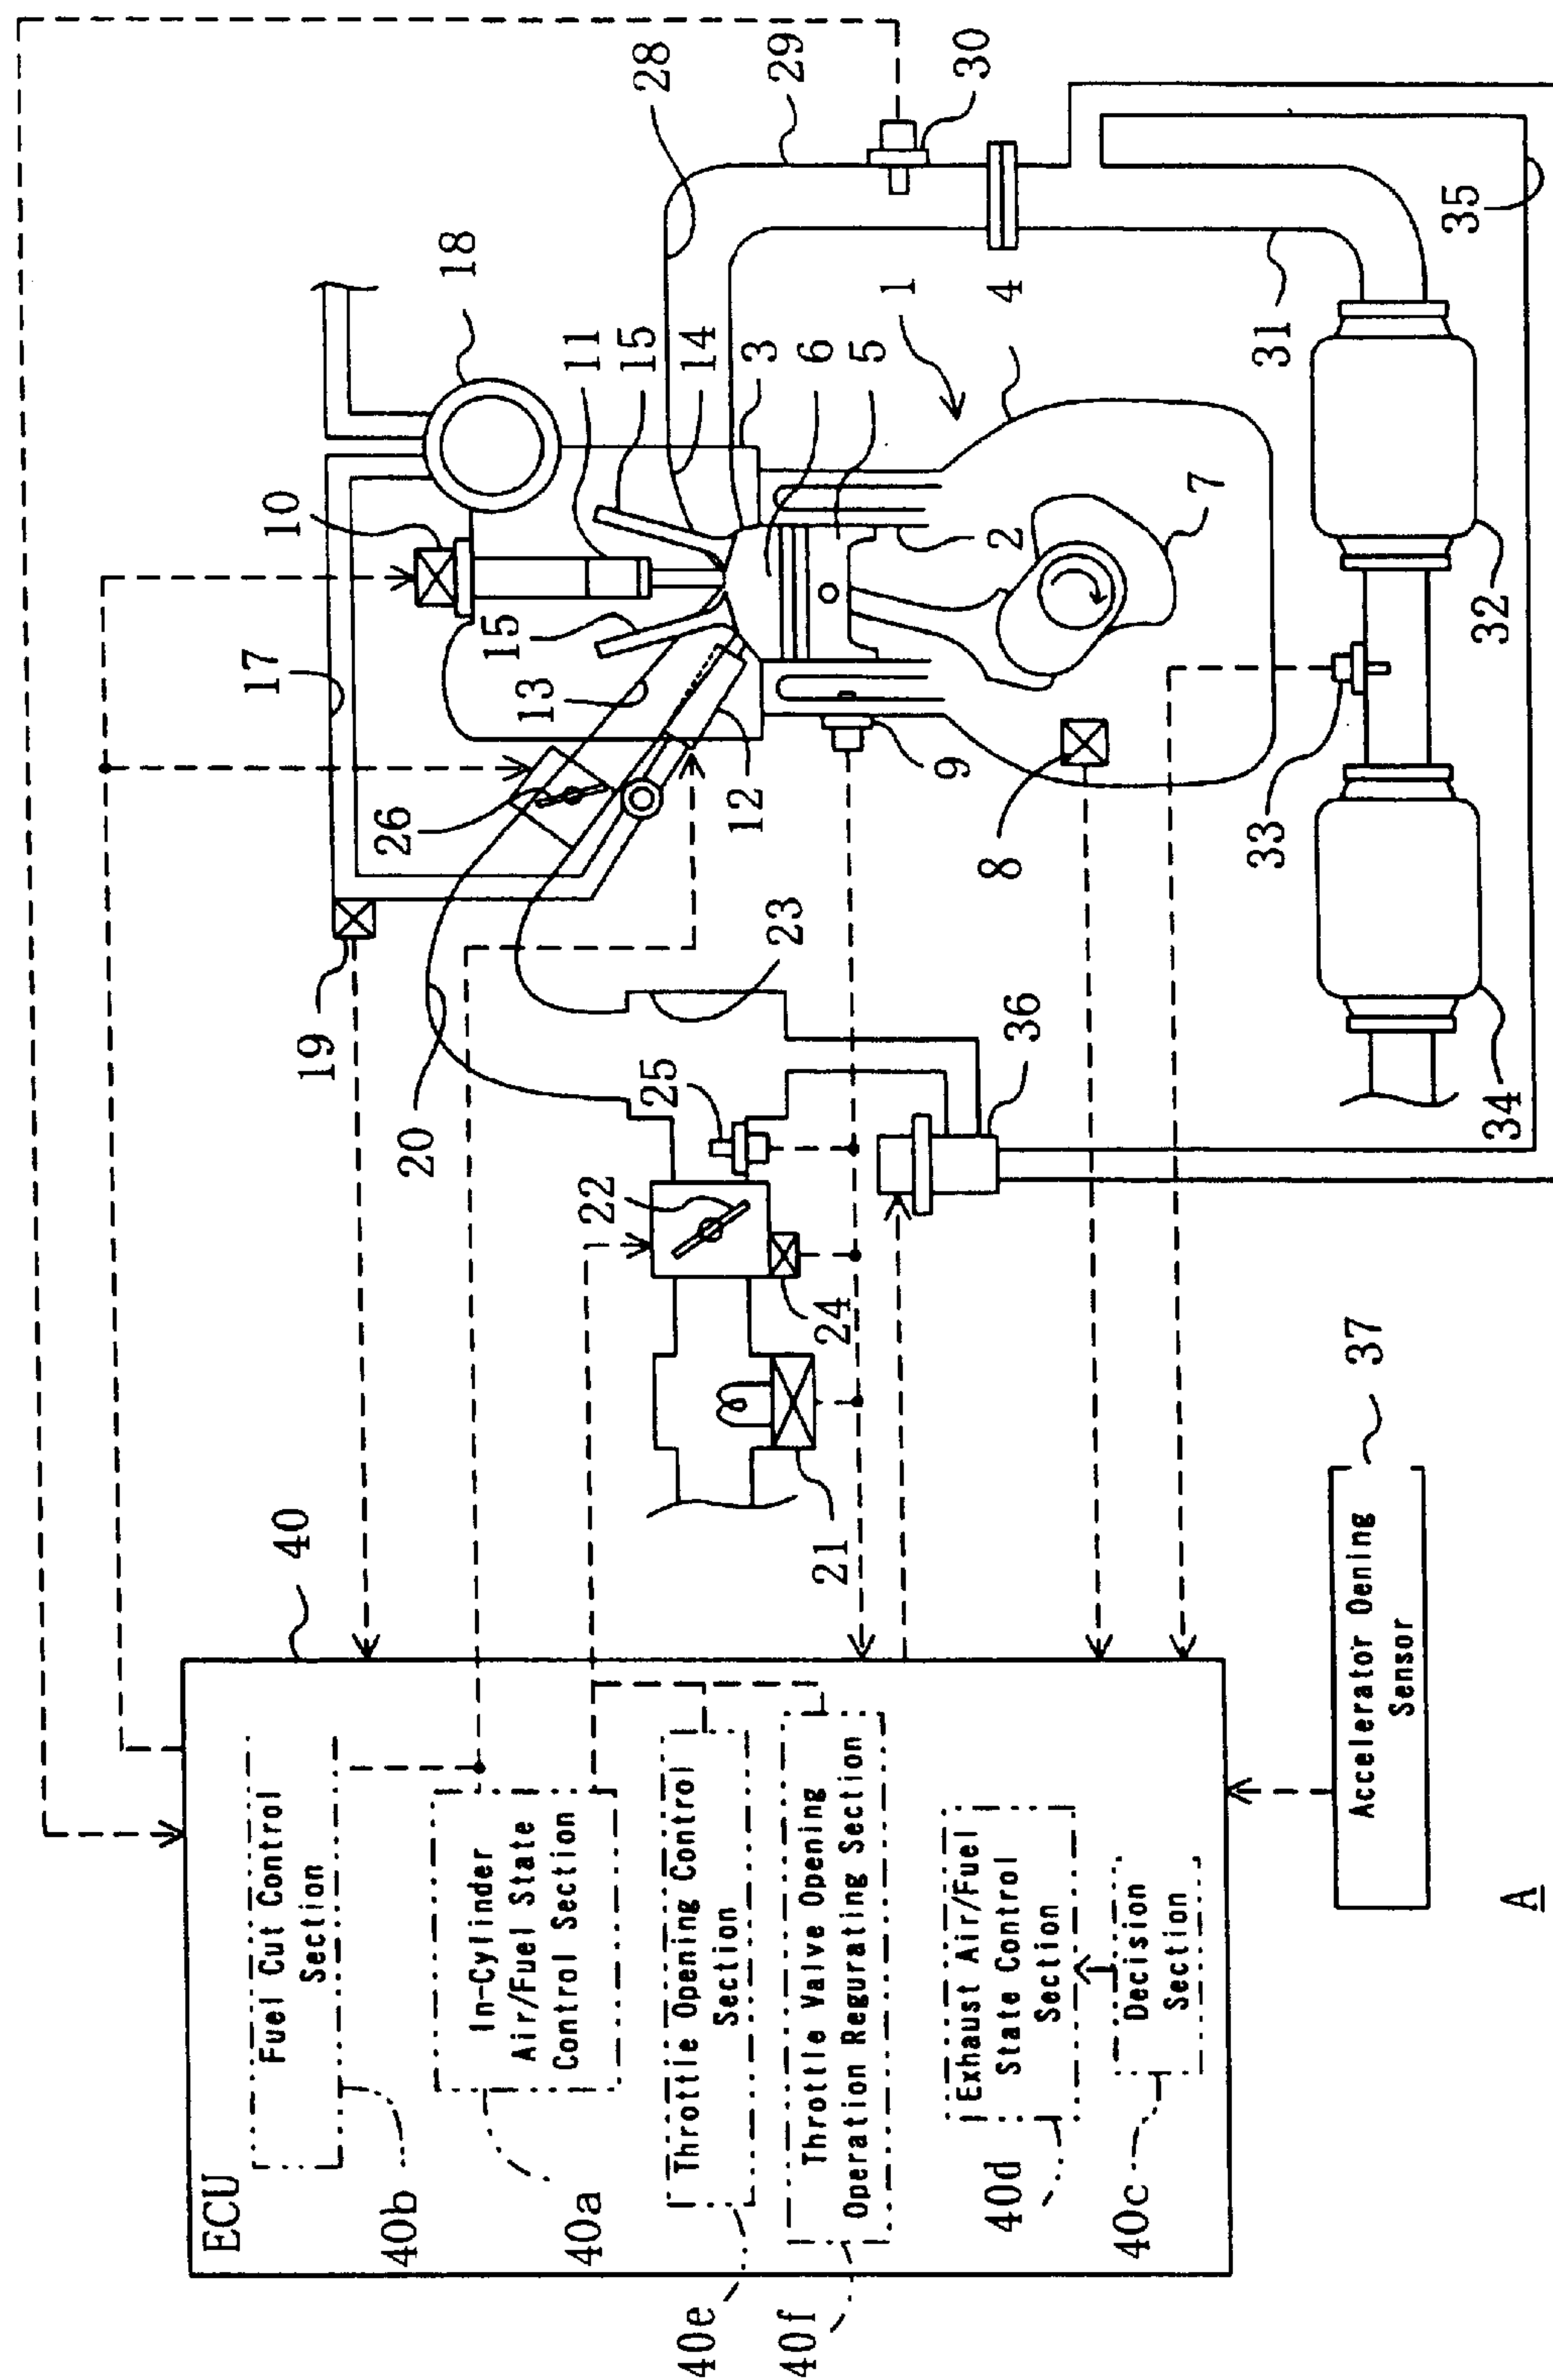 ECU
40
Fuel Cut Control
Section
40b
In-Cylinder
Air/Fuel State
Control Section
40a
Throttle Opening Control
Section
40e
Throttle Valve Opening
Operation Regurating Section
40f
Exhaust Air/Fuel
State Control
Section
40d
Decision
Section
40c
Accelerator Oening
Sensor
37
A
19
17
10
18
20
26
13
15
11
15
14
28
29
30
3
6
5
1
4
12
9
2
7
8
23
25
22
24
21
36
33
34
32
31
35